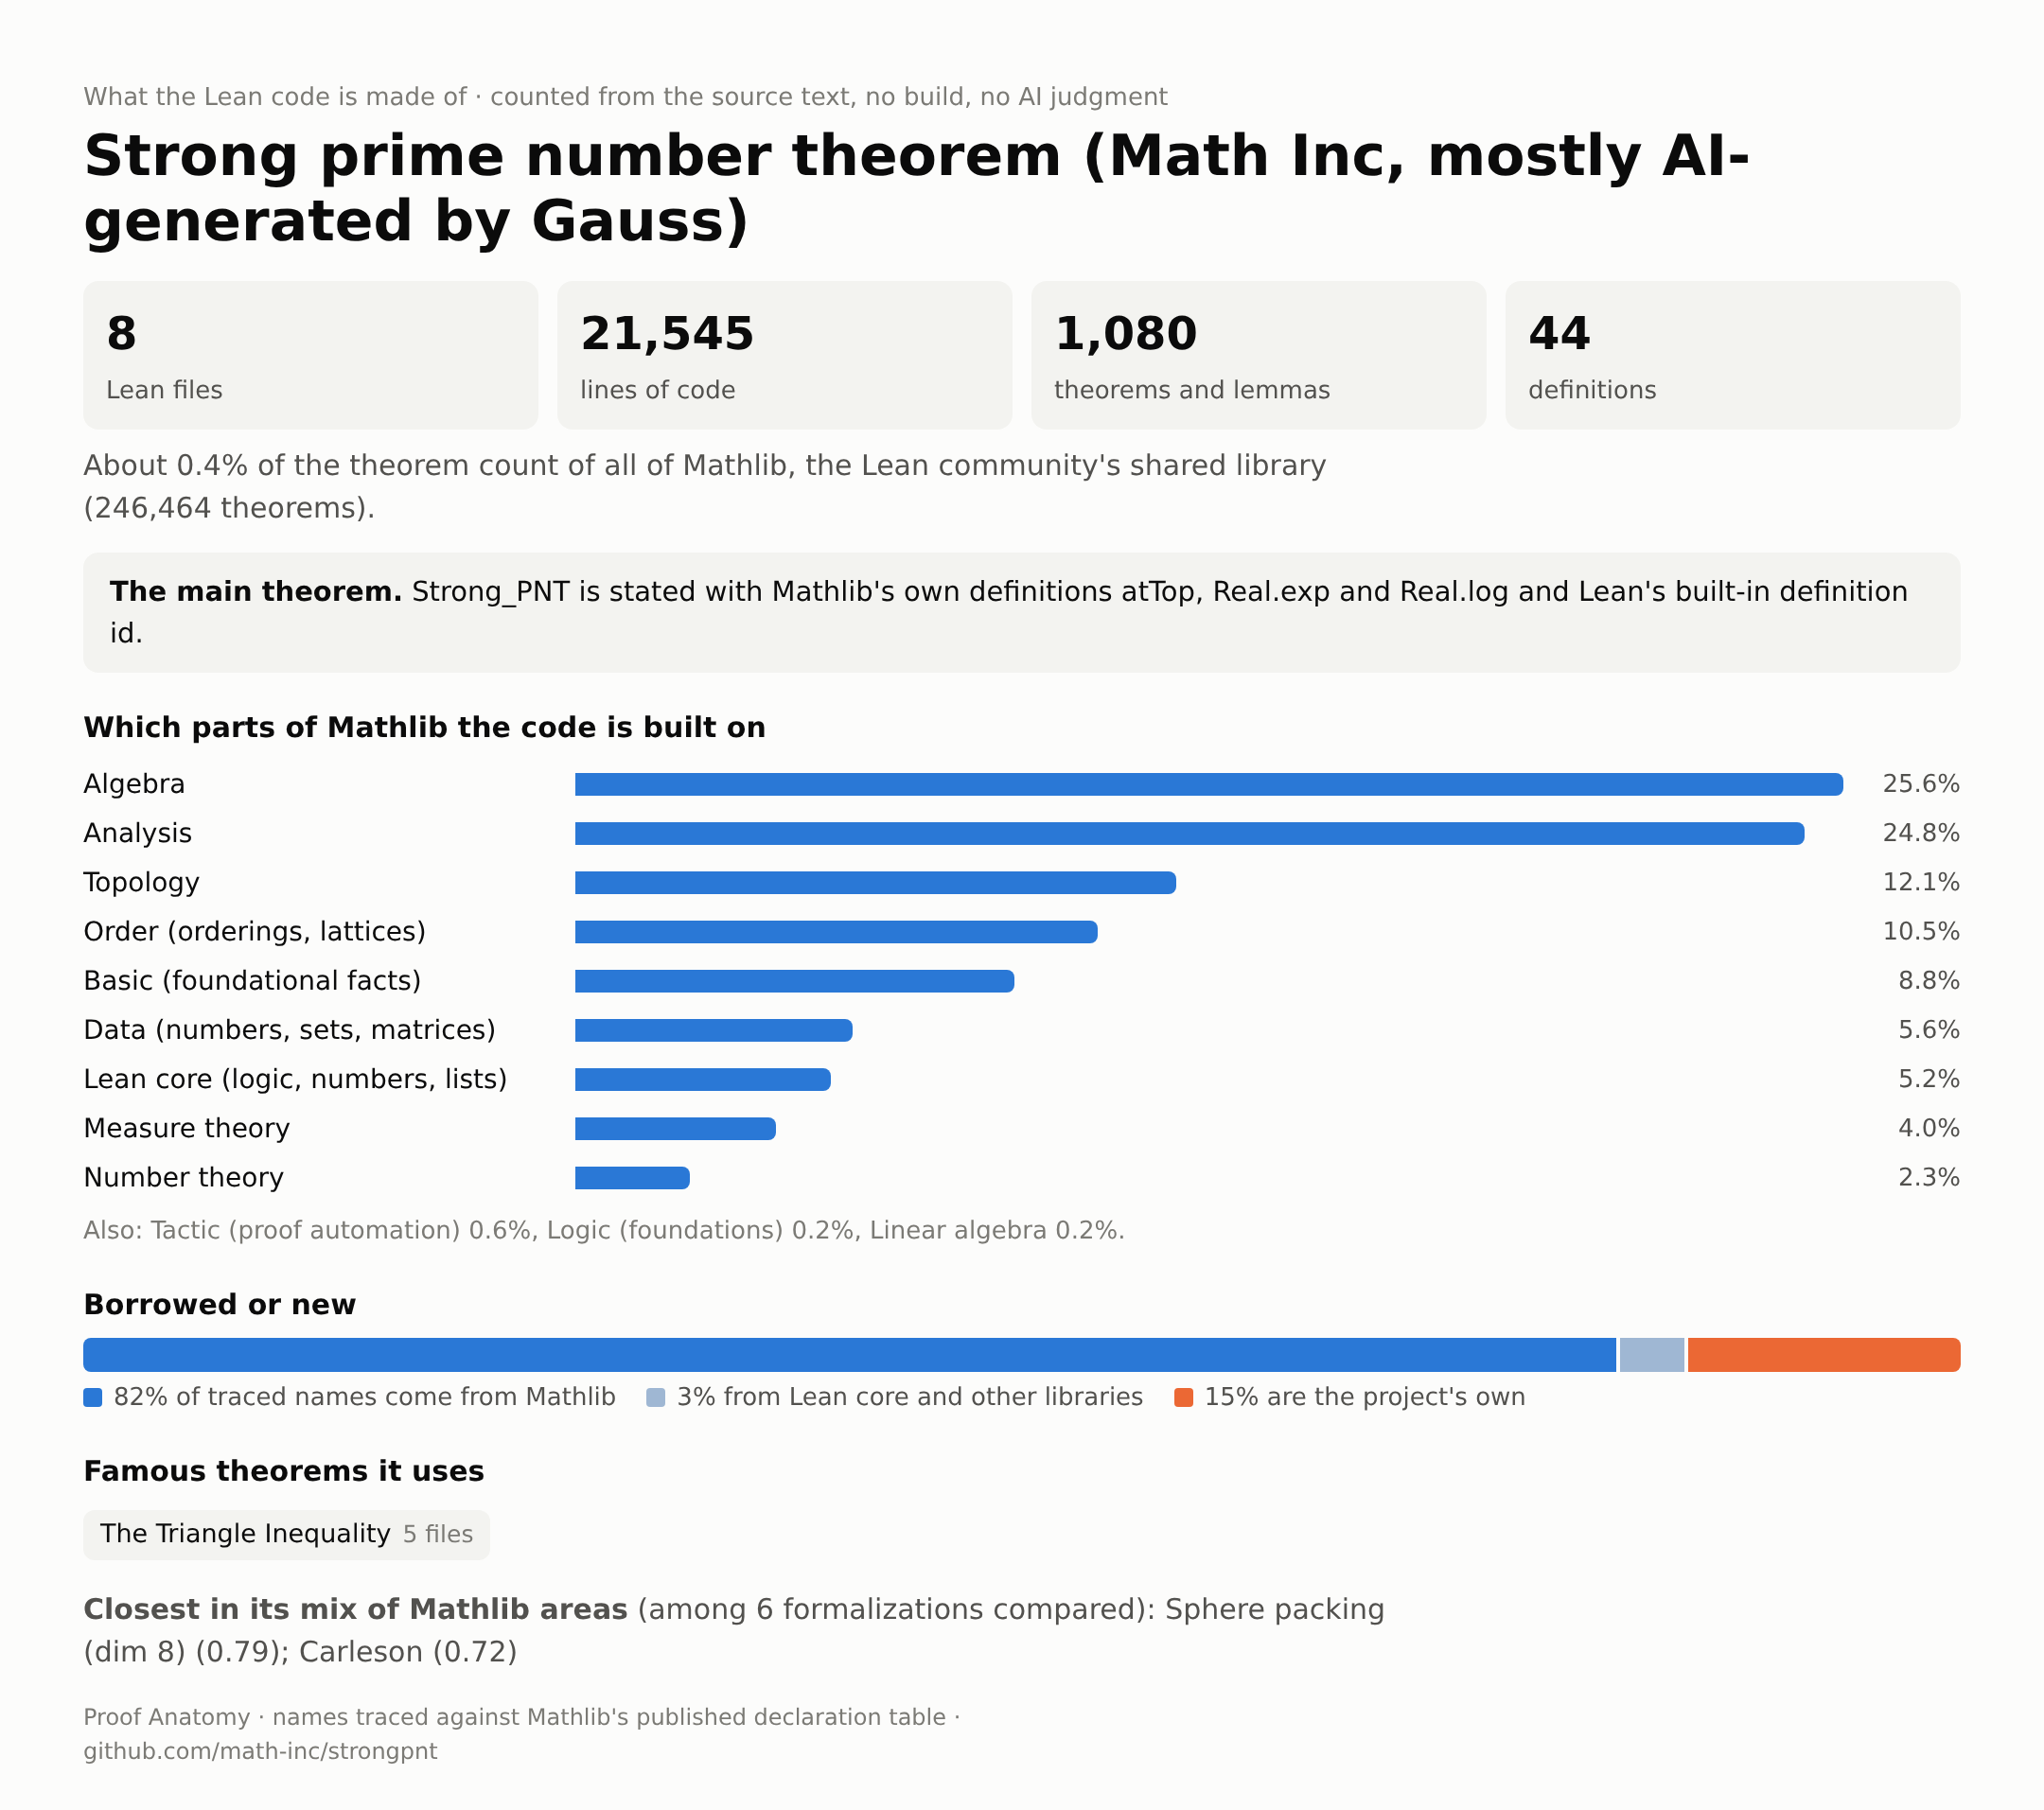 What the Lean code is made of · counted from the source text, no build, no AI judgment
Strong prime number theorem (Math Inc, mostly AI-
generated by Gauss)
8
Lean files
21,545
lines of code
1,080
theorems and lemmas
44
definitions
About 0.4% of the theorem count of all of Mathlib, the Lean community's shared library
(246,464 theorems).
The main theorem. Strong_PNT is stated with Mathlib's own definitions atTop, Real.exp and Real.log and Lean's built-in definition
id.
Which parts of Mathlib the code is built on
Algebra 25.6%
Analysis 24.8%
Topology 12.1%
Order (orderings, lattices) 10.5%
Basic (foundational facts) 8.8%
Data (numbers, sets, matrices) 5.6%
Lean core (logic, numbers, lists) 5.2%
Measure theory 4.0%
Number theory 2.3%
Also: Tactic (proof automation) 0.6%, Logic (foundations) 0.2%, Linear algebra 0.2%.
Borrowed or new
82% of traced names come from Mathlib 3% from Lean core and other libraries 15% are the project's own
Famous theorems it uses
The Triangle Inequality 5 files
Closest in its mix of Mathlib areas (among 6 formalizations compared): Sphere packing
(dim 8) (0.79); Carleson (0.72)
Proof Anatomy · names traced against Mathlib's published declaration table ·
github.com/math-inc/strongpnt